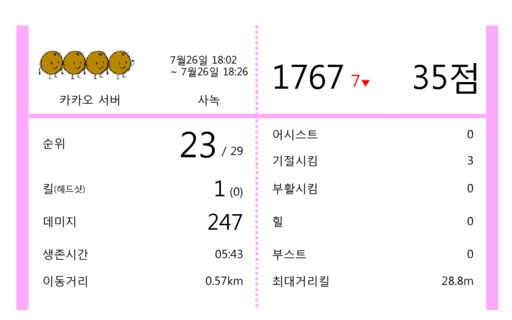 7월26일 18:02
~ 7월26일 18:26
카카오 서버 사녹
1767 7▼ 35점
순위 23 / 29
킬(헤드샷) 1 (0)
데미지 247
생존시간 05:43
이동거리 0.57km
어시스트 0
기절시킴 3
부활시킴 0
힐 0
부스트 0
최대거리킬 28.8m